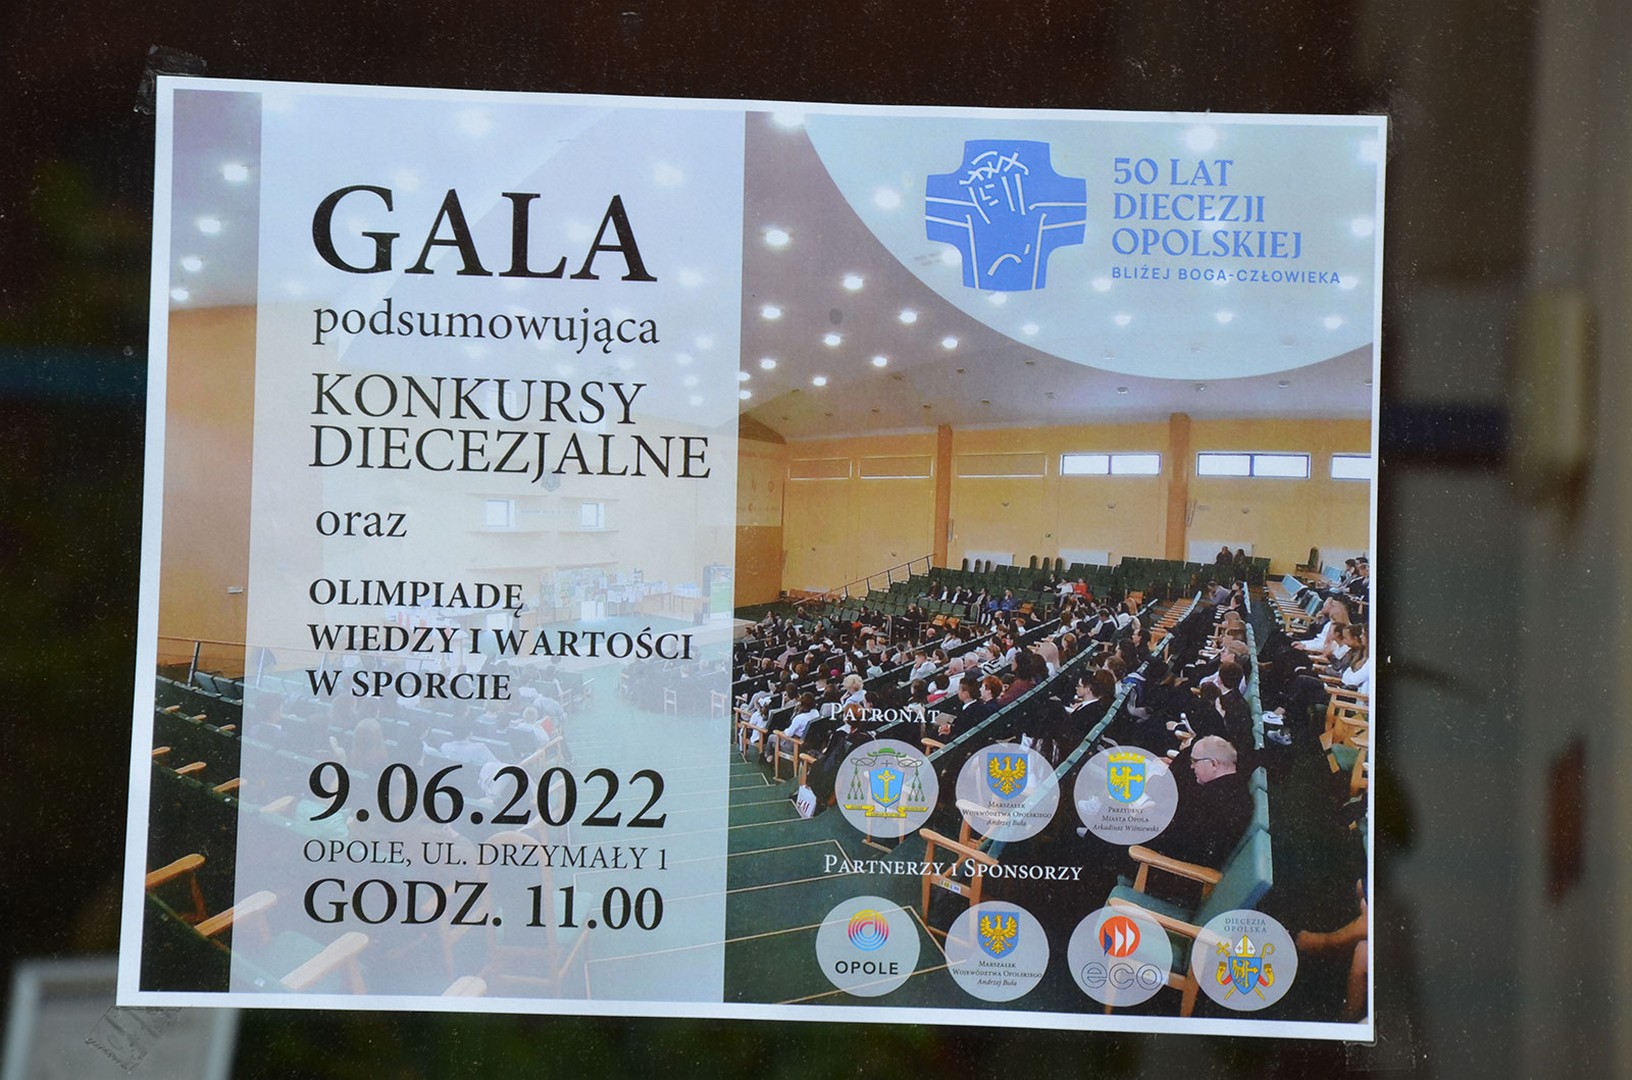 GALA
podsumowująca
KONKURSY
DIECEZJALNE
oraz
OLIMPIADĘ
WIEDZY I WARTOŚCI
W SPORCIE
9.06.2022
OPOLE, UL. DRZYMAŁY 1
GODZ. 11.00
50 LAT
DIECEZJI
OPOLSKIEJ
BLIŻEJ BOGA-CZŁOWIEKA
PATRONAT
MARSZAŁEK
WOJEWÓDZTWA OPOLSKIEGO
Andrzej Buła
PREZYDENT
MIASTA OPOLA
Arkadiusz Wiśniewski
PARTNERZY I SPONSORZY
OPOLE
MARSZAŁEK
WOJEWÓDZTWA OPOLSKIEGO
Andrzej Buła
eco
DIECEZJA
OPOLSKA